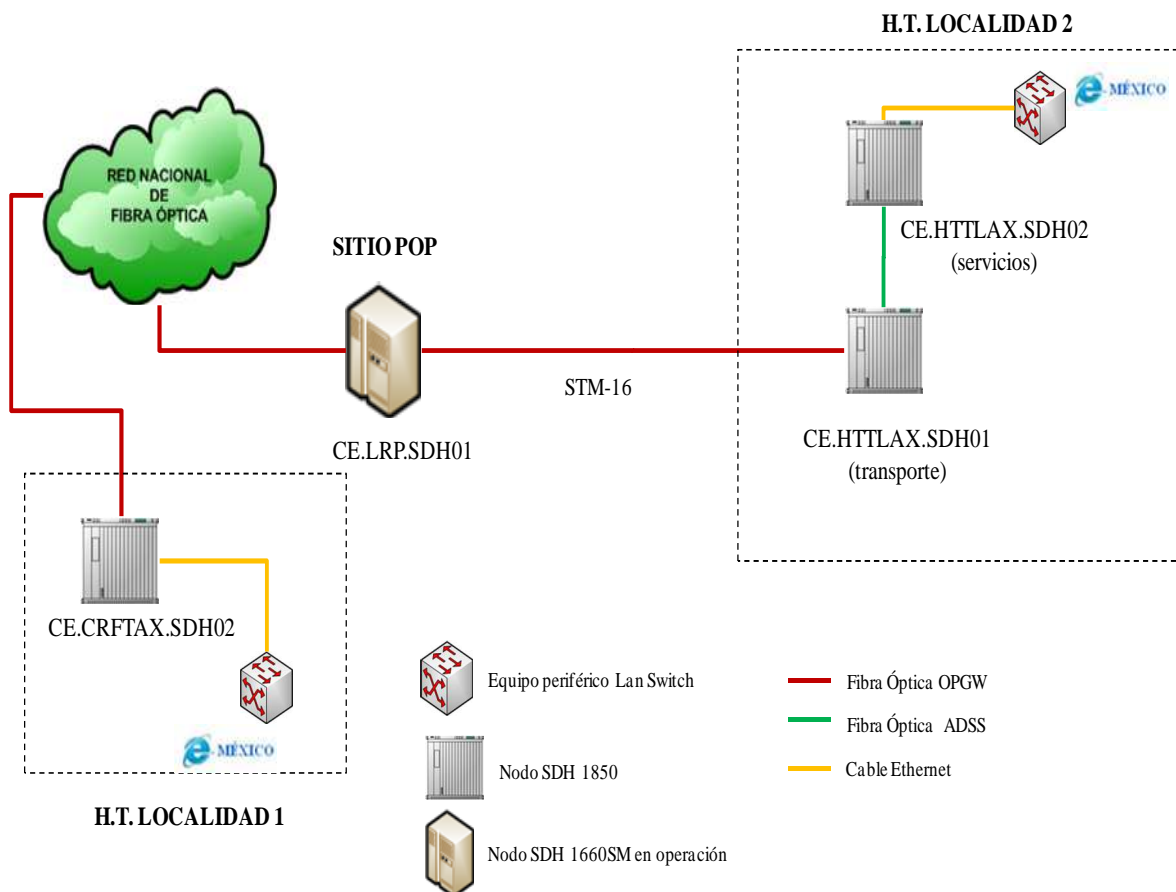 H.T. LOCALIDAD 2
e-MÉXICO
RED NACIONAL
DE
FIBRA ÓPTICA
CE.HTTLAX.SDH02
(servicios)
SITIO POP
STM-16
CE.LRP.SDH01
CE.HTTLAX.SDH01
(transporte)
CE.CRFTAX.SDH02
e-MÉXICO
H.T. LOCALIDAD 1
Equipo periférico Lan Switch
Nodo SDH 1850
Nodo SDH 1660SM en operación
Fibra Óptica OPGW
Fibra Óptica ADSS
Cable Ethernet